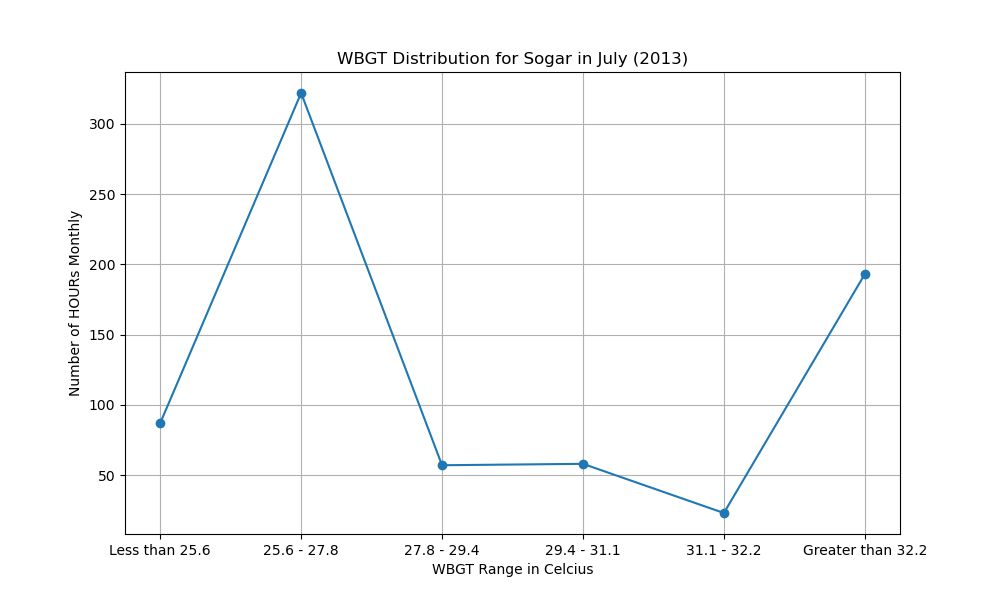 WBGT Distribution for Sogar in July (2013)
Number of HOURs Monthly
300
250
200
150
100
50
Less than 25.6
25.6 - 27.8
27.8 - 29.4
29.4 - 31.1
31.1 - 32.2
Greater than 32.2
WBGT Range in Celcius